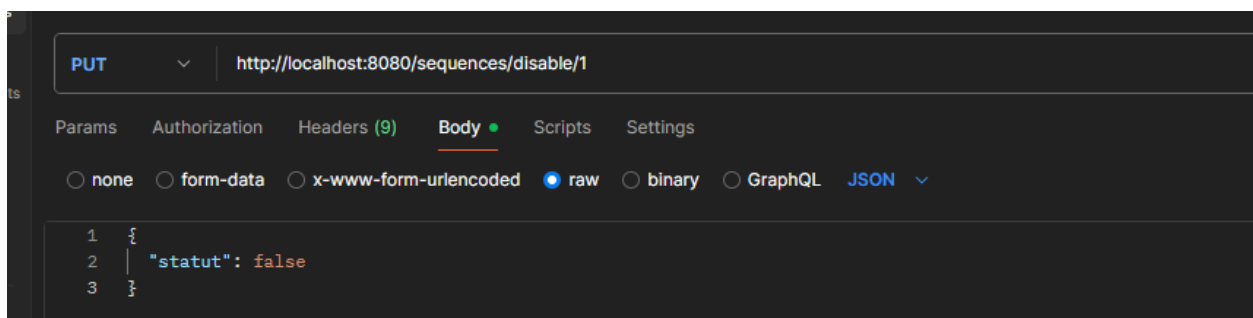 PUT http://localhost:8080/sequences/disable/1
ts
Params Authorization Headers (9) Body Scripts Settings
none form-data x-www-form-urlencoded raw binary GraphQL JSON
1 {
2 "statut": false
3 }